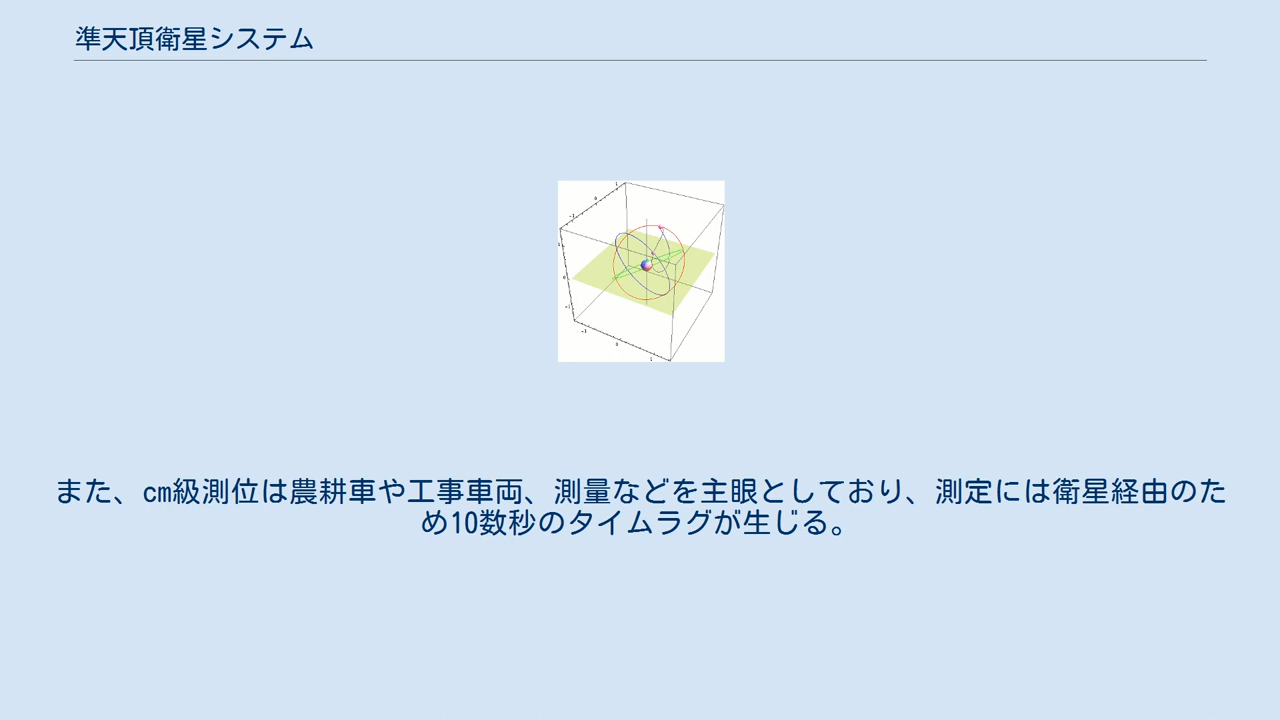 準天頂衛星システム
また、cm級測位は農耕車や工事車両、測量などを主眼としており、測定には衛星経由のた
め10数秒のタイムラグが生じる。